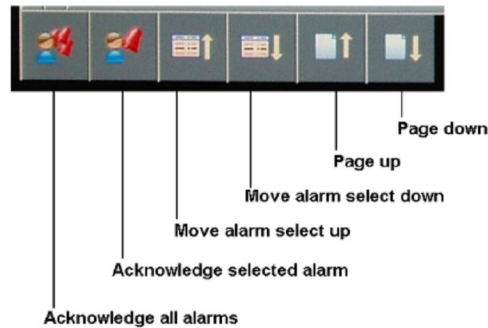 Page down
Page up
Move alarm select down
Move alarm select up
Acknowledge selected alarm
Acknowledge all alarms